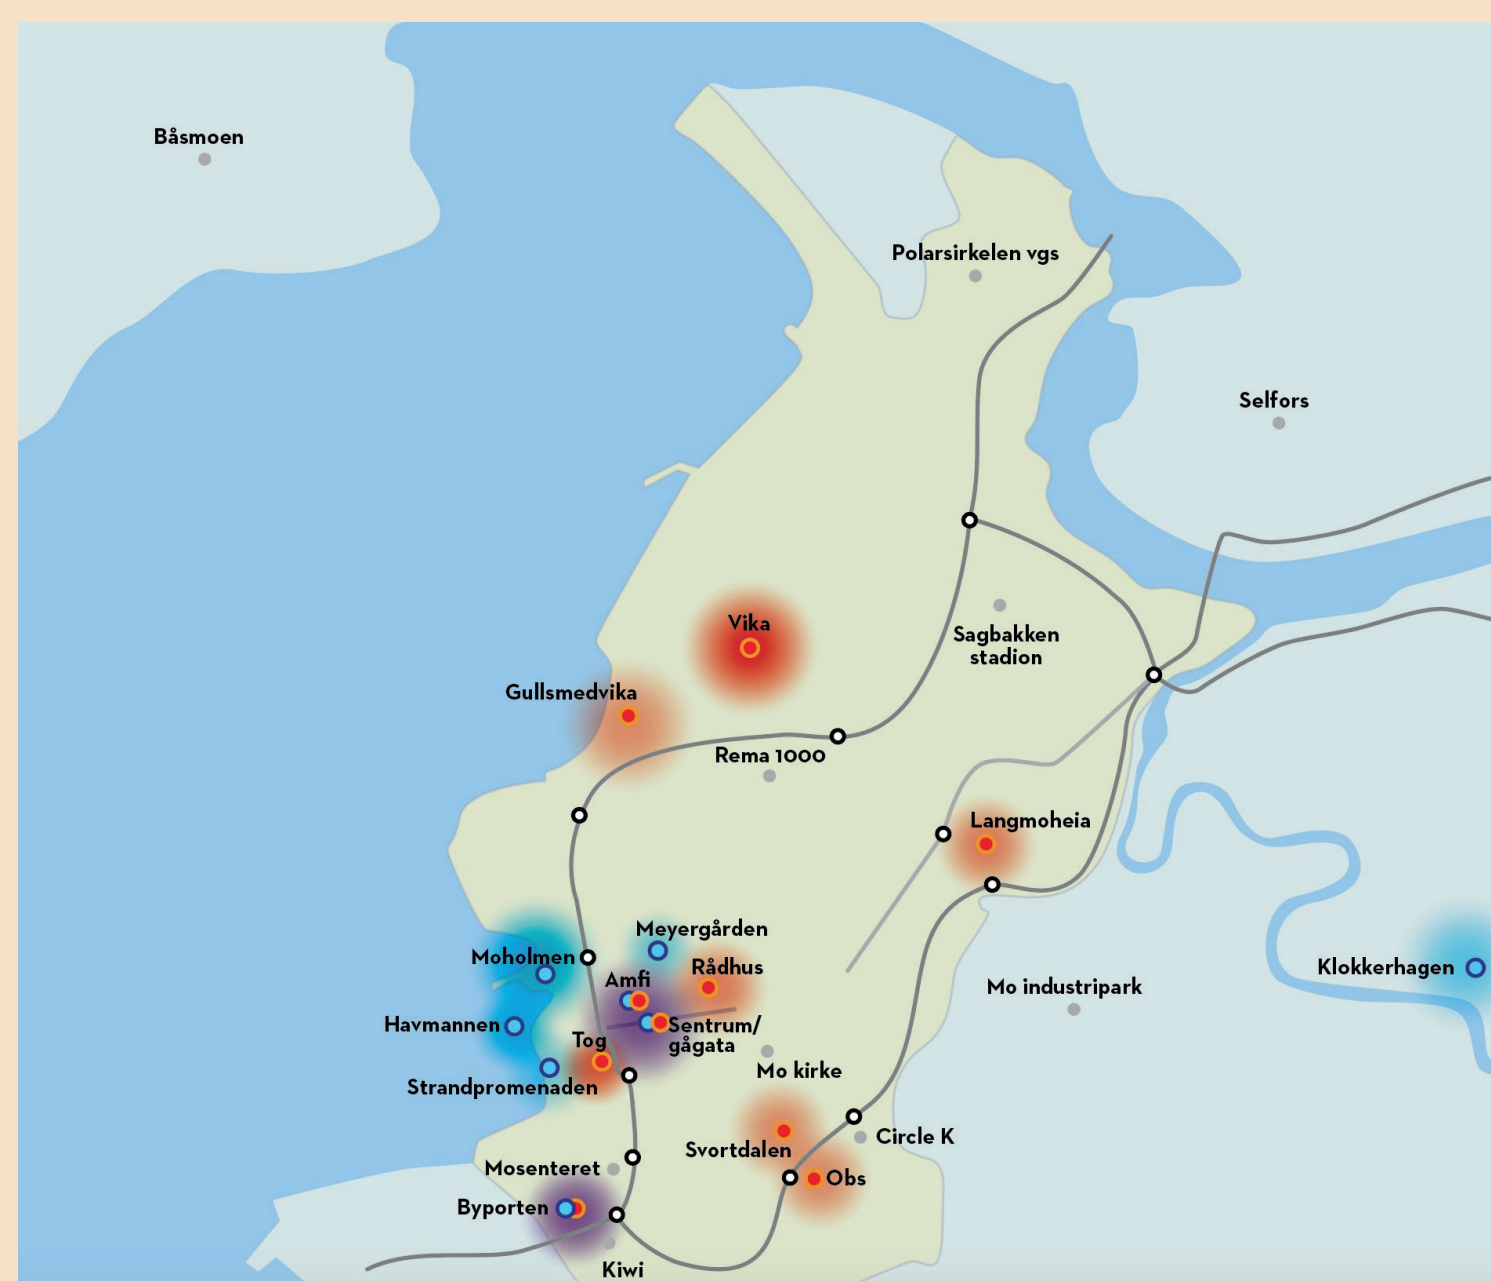 Båsmoen
Polarsirkelen vgs
Selfors
Vika
Sagbakken
stadion
Gullsmedvika
Rema 1000
Langmoheia
Meyergården
Moholmen
Rådhus
Klokkerhagen
Amfi
Mo industripark
Havmannen
Sentrum/
gågata
Tog
Mo kirke
Strandpromenaden
Circle K
Svortdalen
Mosenteret
Obs
Byporten
Kiwi